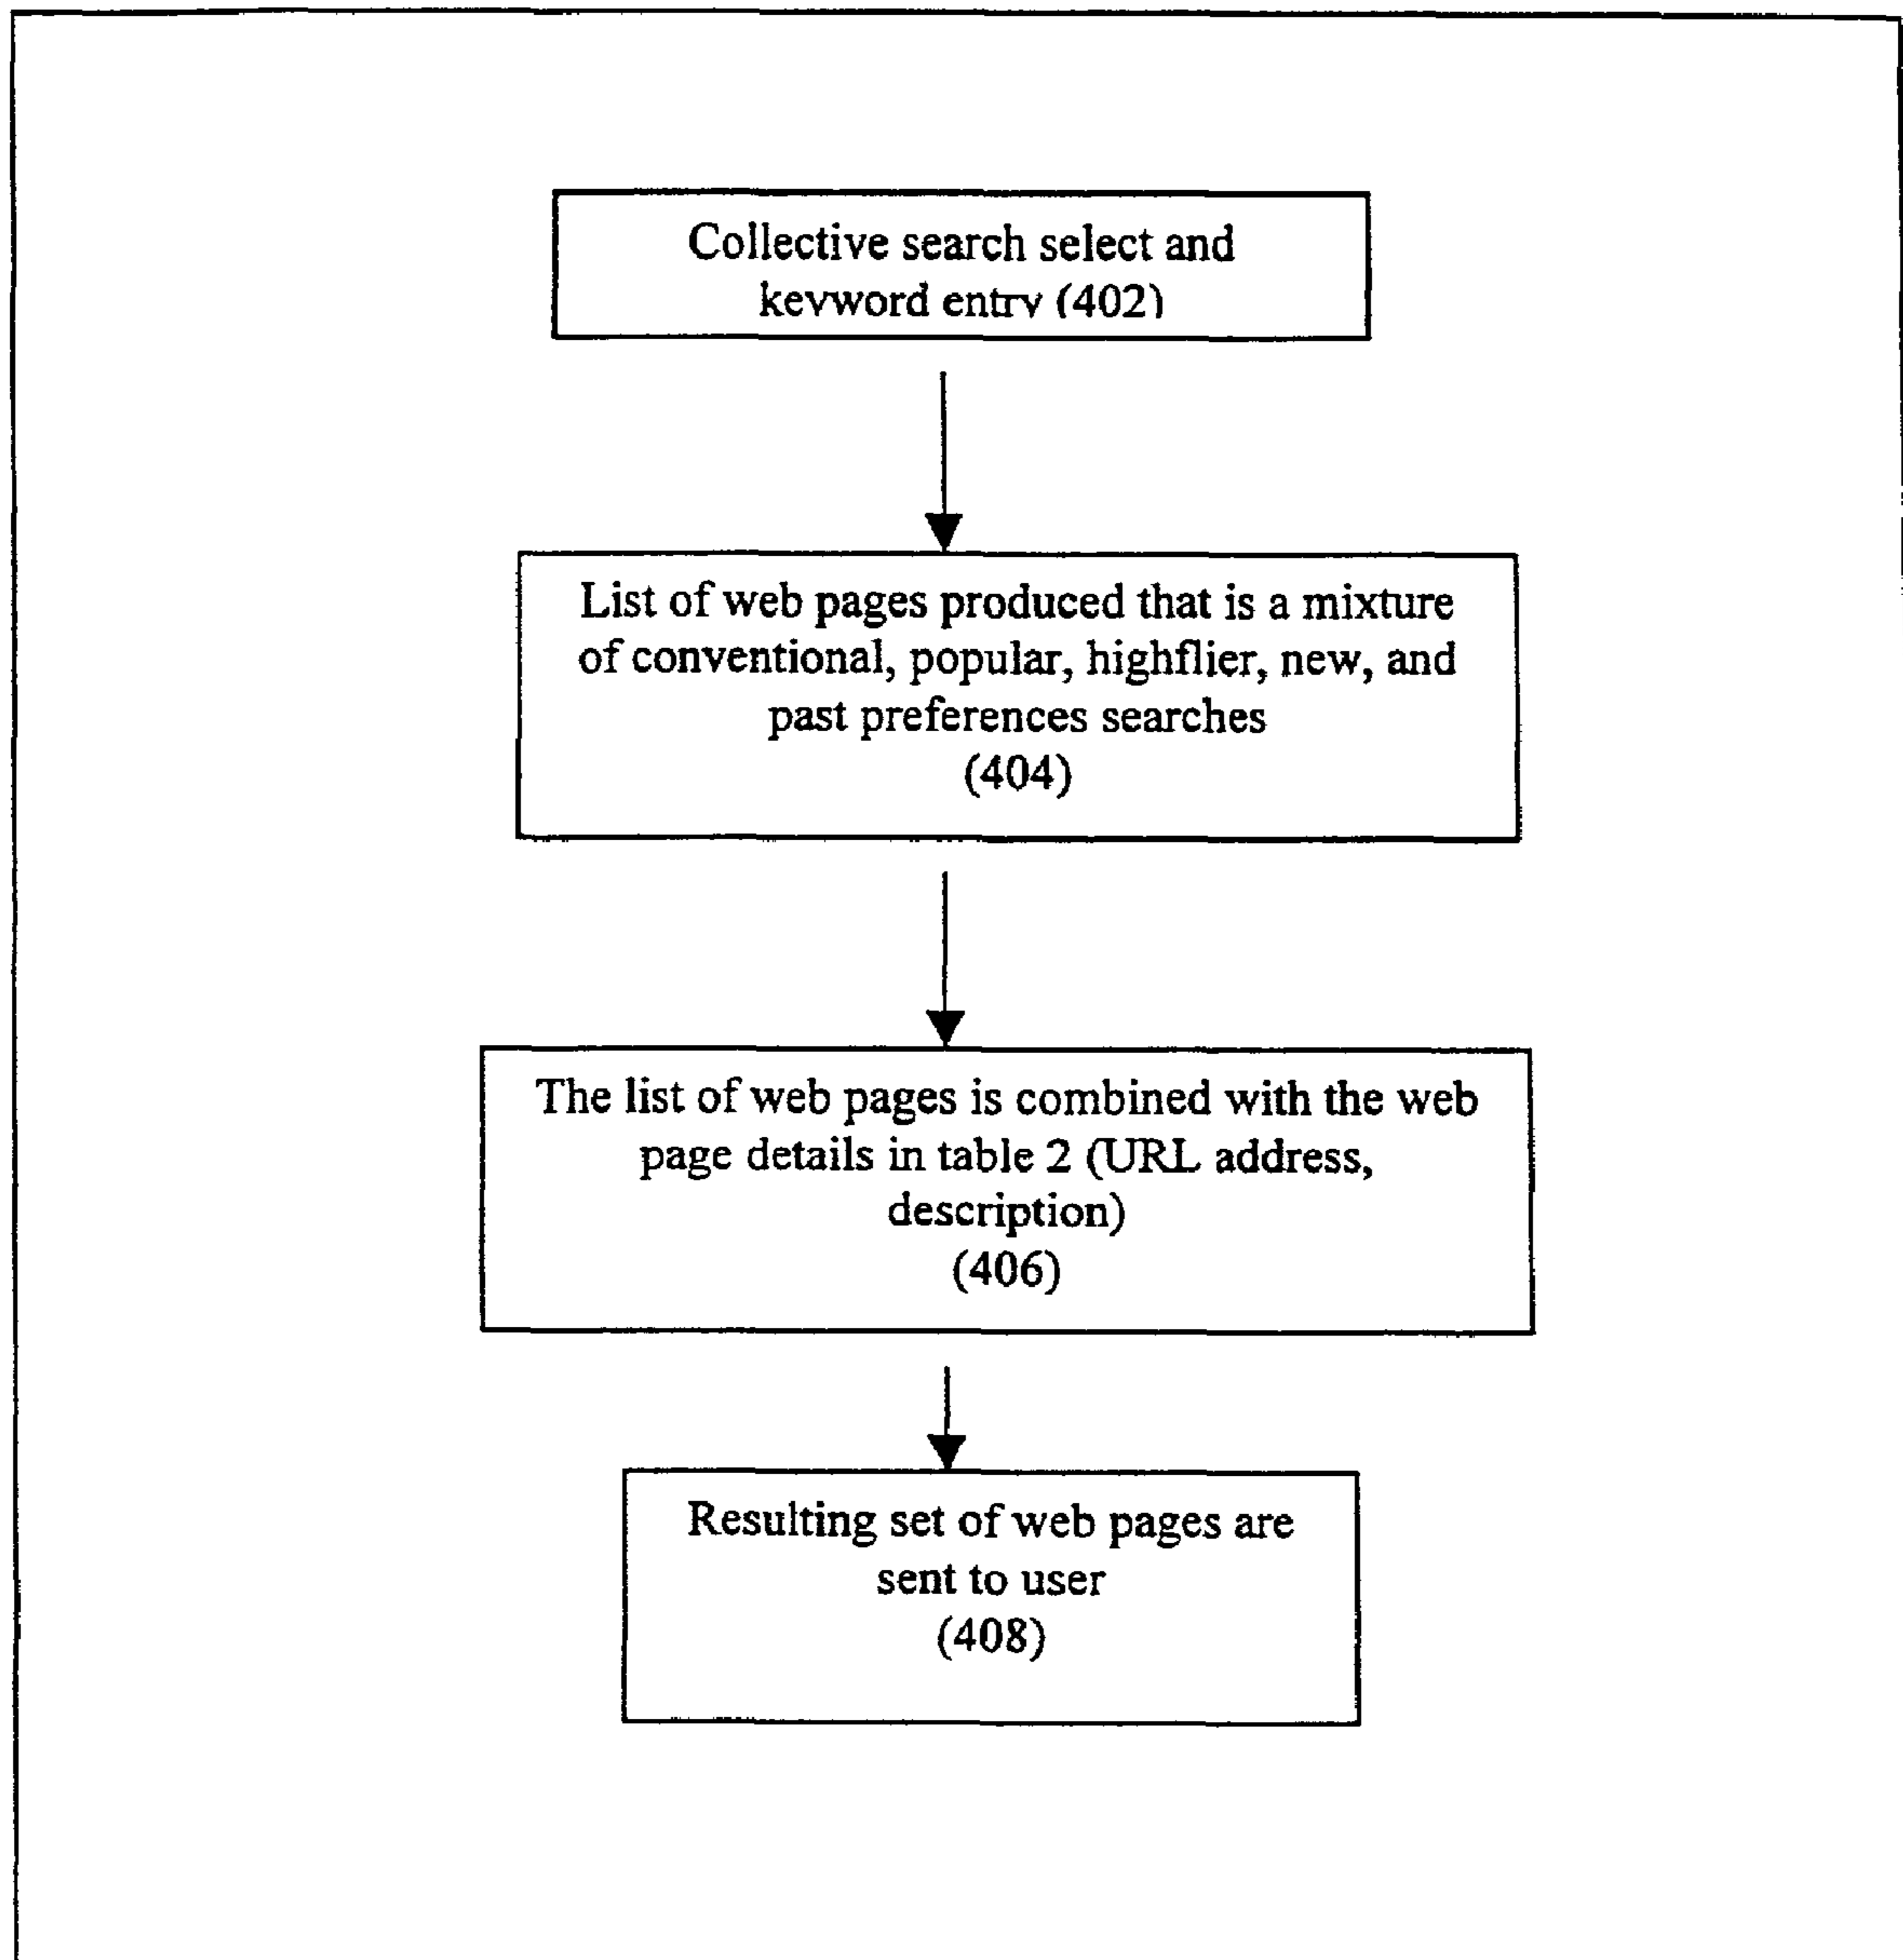 Collective search select and
keyword entry (402)
List of web pages produced that is a mixture
of conventional, popular, highflier, new, and
past preferences searches
(404)
The list of web pages is combined with the web
page details in table 2 (URL address,
description)
(406)
Resulting set of web pages are
sent to user
(408)